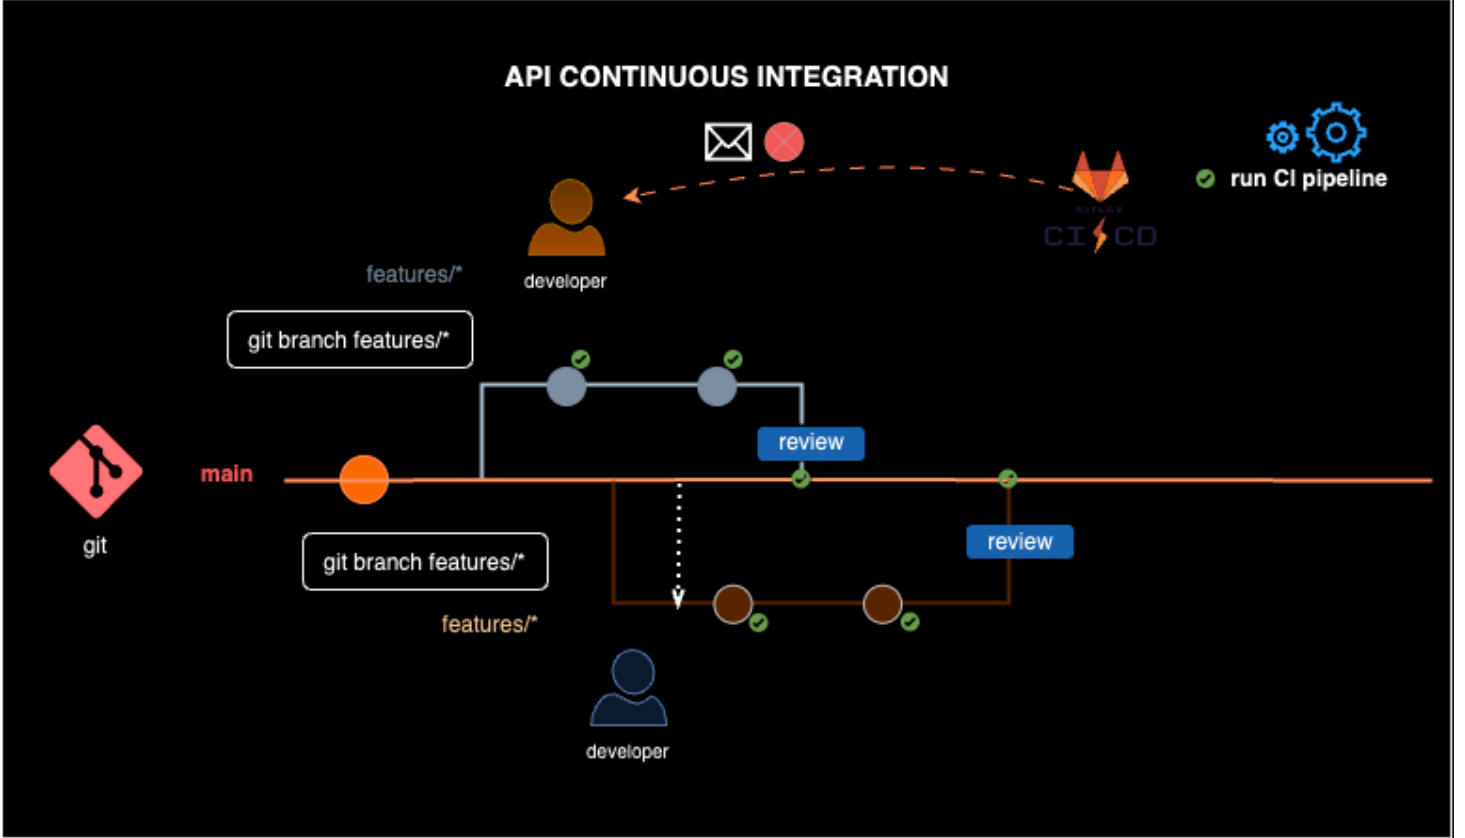 API CONTINUOUS INTEGRATION
run CI pipeline
GITLAB
CI CD
developer
features/*
git branch features/*
review
main
git
git branch features/*
review
features/*
developer